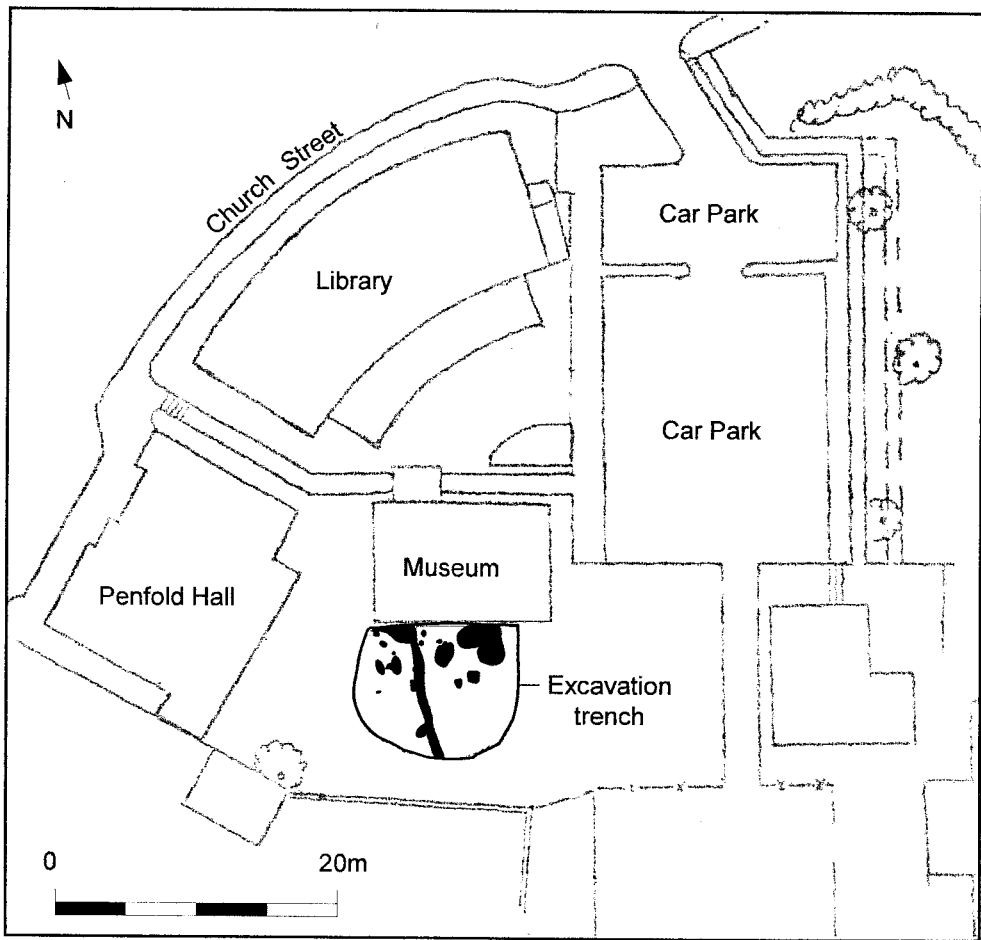 N
Church Street
Car Park
Library
Car Park
Museum
Penfold Hall
Excavation
trench
0 20m